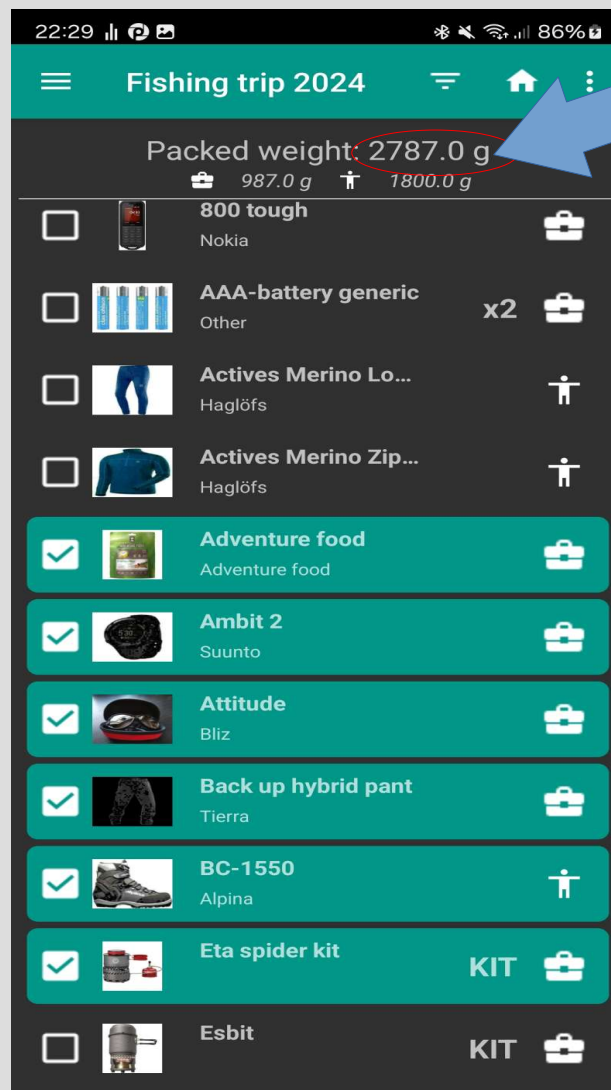 22:29 86%
Fishing trip 2024
Packed weight: 2787.0 g
987.0 g 1800.0 g
800 tough
Nokia
AAA-battery generic
Other
x2
Actives Merino Lo...
Haglöfs
Actives Merino Zip...
Haglöfs
Adventure food
Adventure food
Ambit 2
Suunto
Attitude
Bliz
Back up hybrid pant
Tierra
BC-1550
Alpina
Eta spider kit
KIT
Esbit
KIT